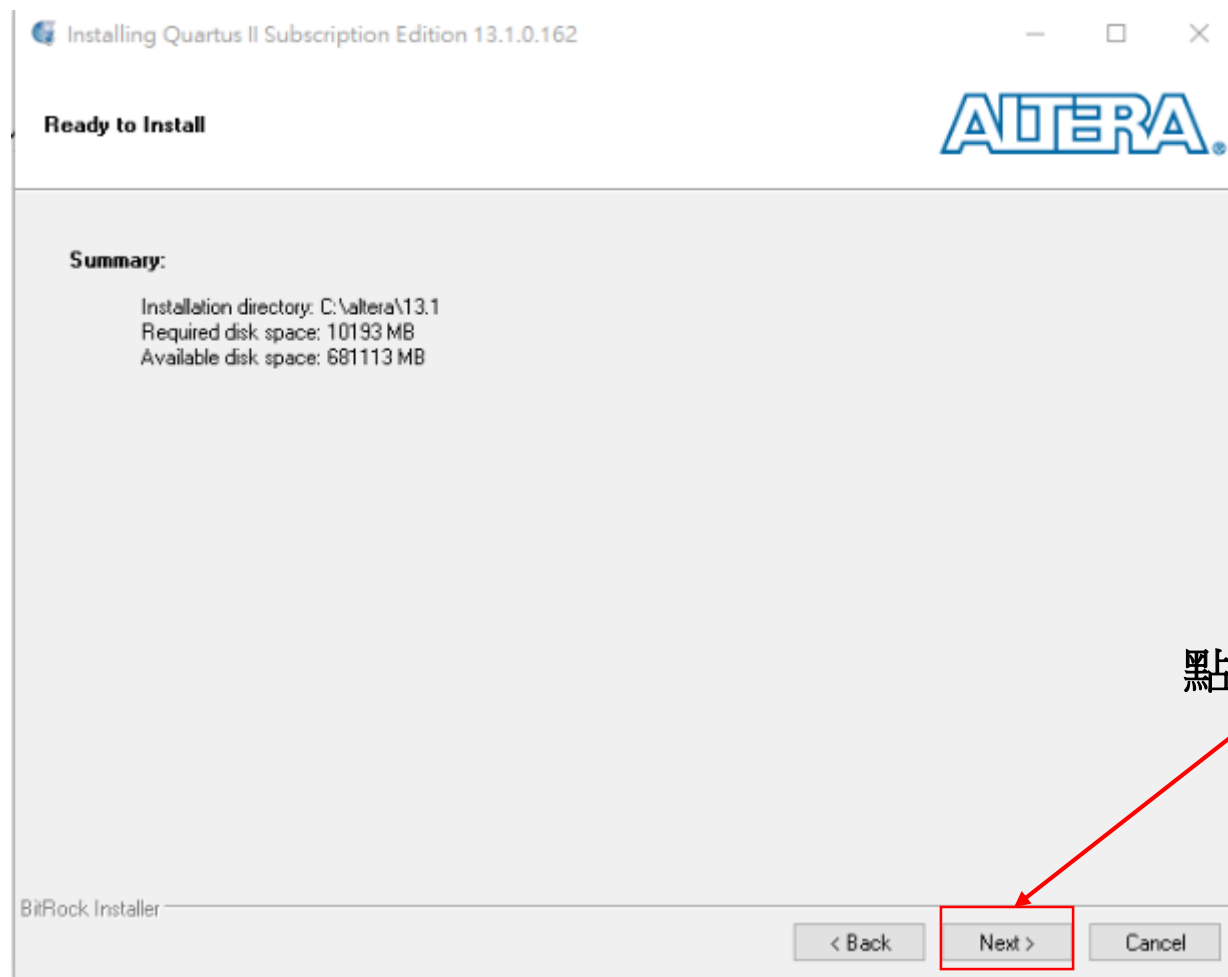 Installing Quartus II Subscription Edition 13.1.0.162
Ready to Install
ALTERA®
Summary:
Installation directory: C:\altera\13.1
Required disk space: 10193 MB
Available disk space: 681113 MB
點
BitRock Installer
< Back
Next >
Cancel